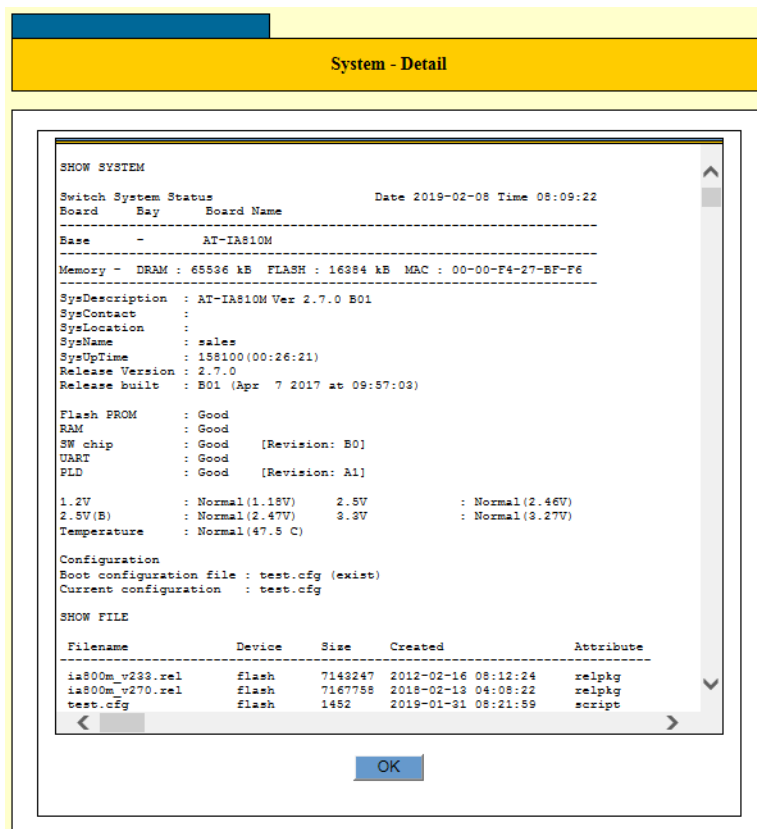 System - Detail
SHOW SYSTEM
Switch System Status Date 2019-02-08 Time 08:09:22
Board Bay Board Name
--------------------------------------------------------------------
Base - AT-IA810M
--------------------------------------------------------------------
Memory - DRAM : 65536 kB FLASH : 16384 kB MAC : 00-00-F4-27-BF-F6
--------------------------------------------------------------------
SysDescription : AT-IA810M Ver 2.7.0 B01
SysContact :
SysLocation :
SysName : sales
SysUpTime : 158100(00:26:21)
Release Version : 2.7.0
Release built : B01 (Apr 7 2017 at 09:57:03)
Flash PROM : Good
RAM : Good
SW chip : Good [Revision: B0]
UART : Good
PLD : Good [Revision: A1]
1.2V : Normal(1.18V) 2.5V : Normal(2.46V)
2.5V(B) : Normal(2.47V) 3.3V : Normal(3.27V)
Temperature : Normal(47.5 C)
Configuration
Boot configuration file : test.cfg (exist)
Current configuration : test.cfg
SHOW FILE
Filename Device Size Created Attribute
---------------------------------------------------------------------------
ia800m_v233.rel flash 7143247 2012-02-16 08:12:24 relpkg
ia800m_v270.rel flash 7167758 2018-02-13 04:08:22 relpkg
test.cfg flash 1452 2019-01-31 08:21:59 script
OK